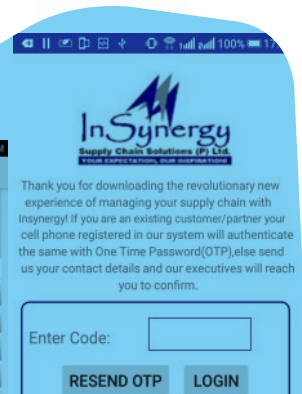 100% 17
InSynergy
Supply Chain Solutions (P) Ltd.
YOUR EXPECTATION, OUR INSPIRATION!
Thank you for downloading the revolutionary new
experience of managing your supply chain with
Insynergy! If you are an existing customer/partner your
cell phone registered in our system will authenticate
the same with One Time Password(OTP),else send
us your contact details and our executives will reach
you to confirm.
Enter Code:
RESEND OTP LOGIN